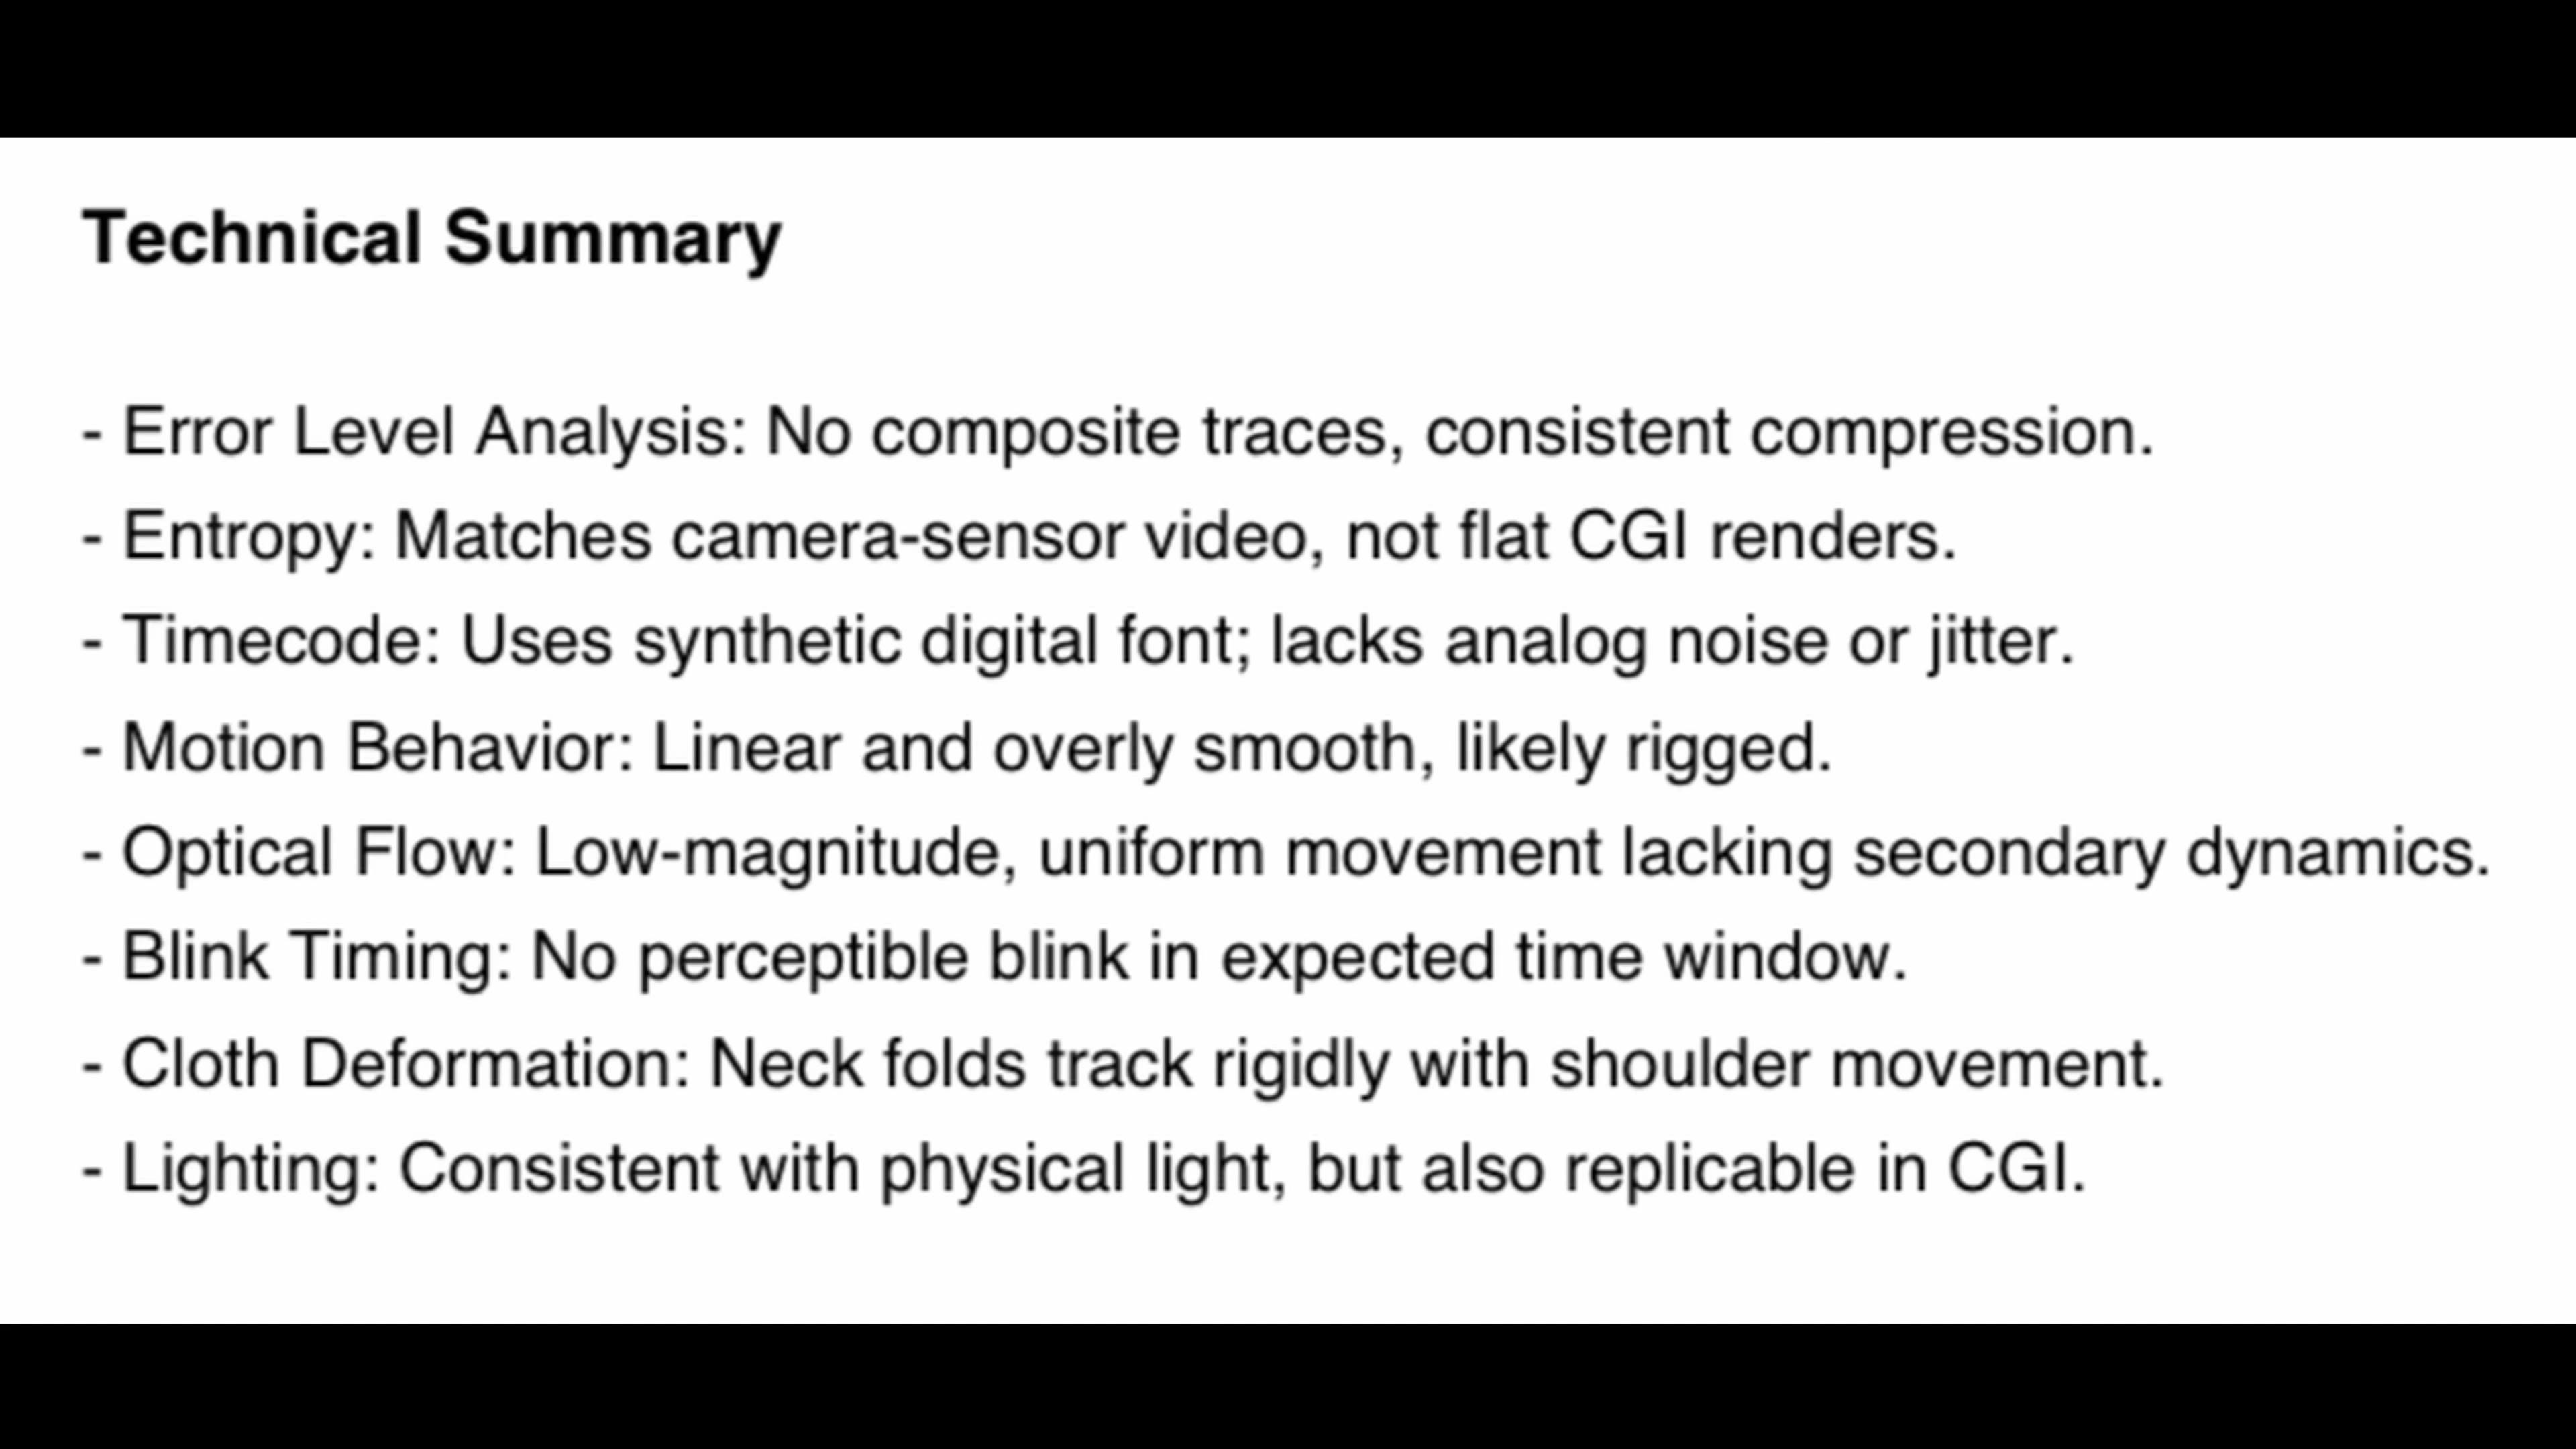 Technical Summary
- Error Level Analysis: No composite traces, consistent compression.
- Entropy: Matches camera-sensor video, not flat CGI renders.
- Timecode: Uses synthetic digital font; lacks analog noise or jitter.
- Motion Behavior: Linear and overly smooth, likely rigged.
- Optical Flow: Low-magnitude, uniform movement lacking secondary dynamics.
- Blink Timing: No perceptible blink in expected time window.
- Cloth Deformation: Neck folds track rigidly with shoulder movement.
- Lighting: Consistent with physical light, but also replicable in CGI.